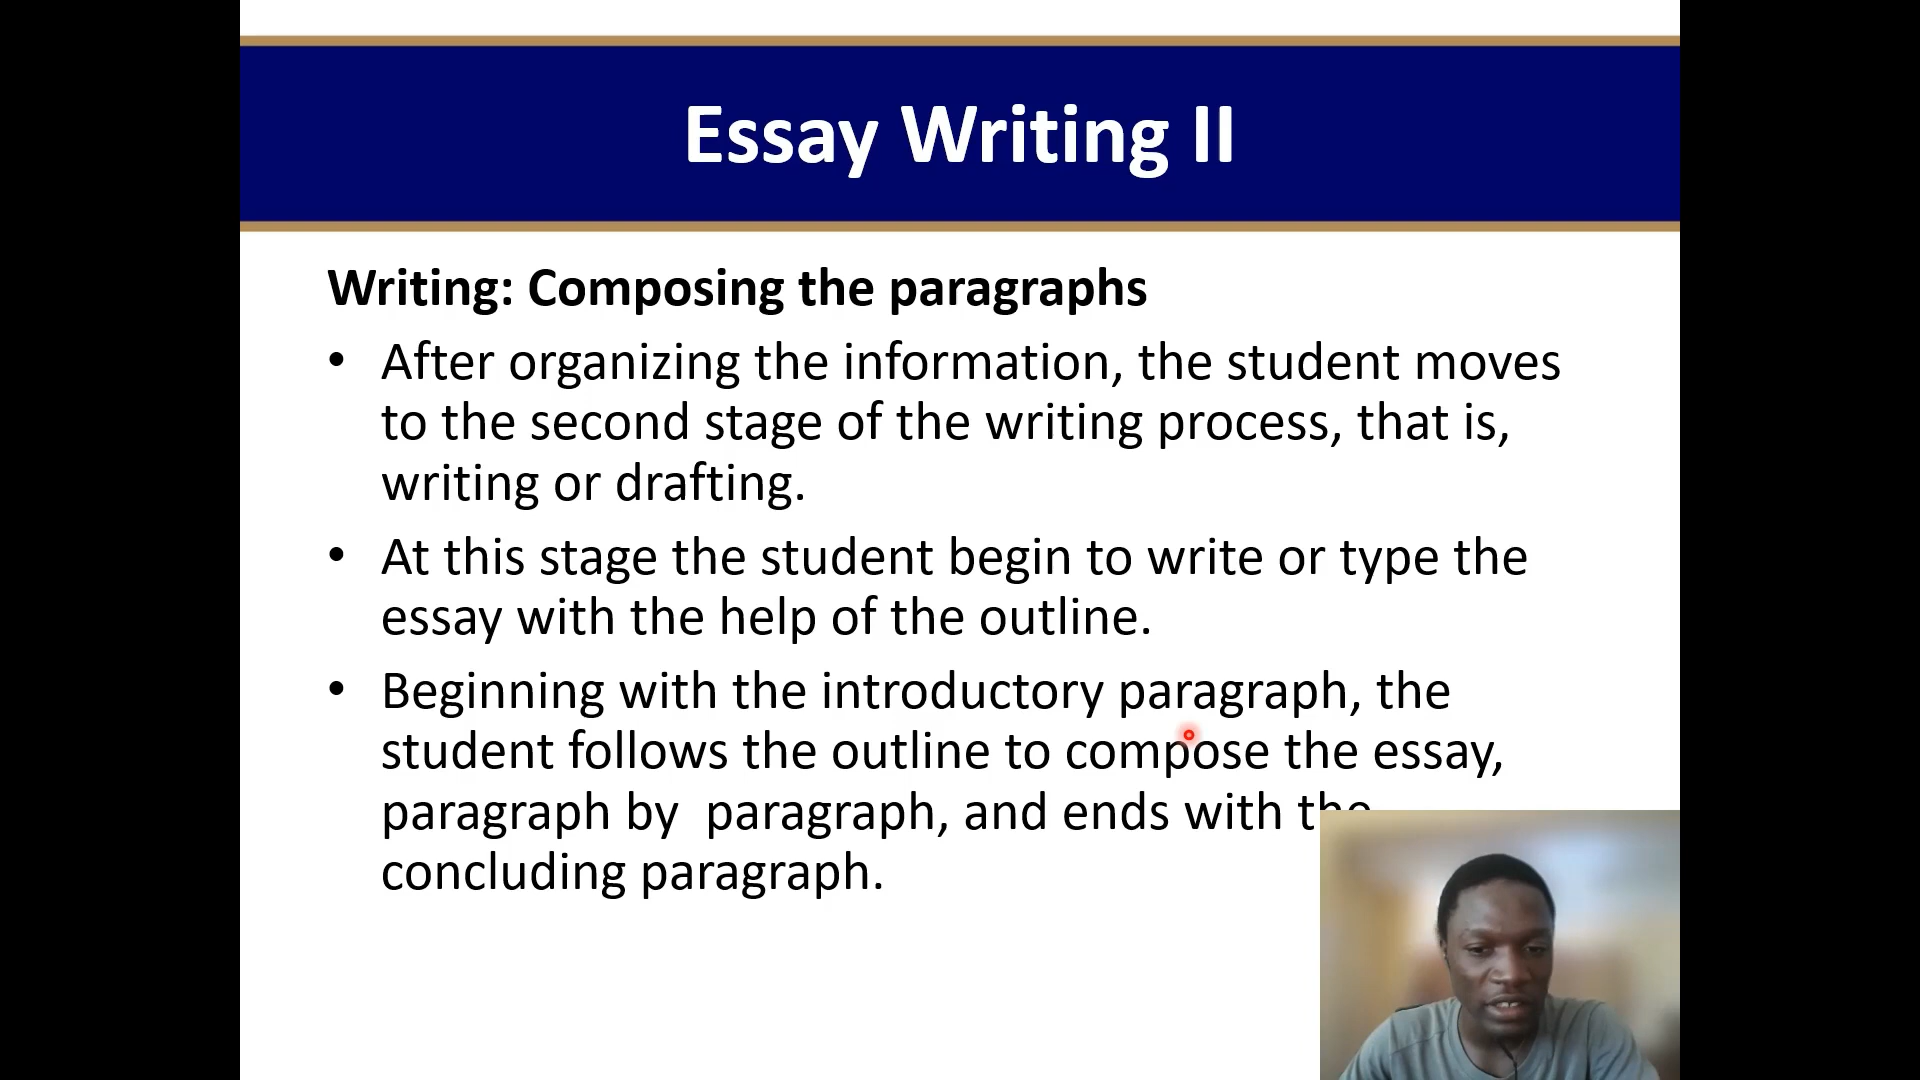 Essay Writing II
Writing: Composing the paragraphs
• After organizing the information, the student moves
to the second stage of the writing process, that is,
writing or drafting.
• At this stage the student begin to write or type the
essay with the help of the outline.
• Beginning with the introductory paragraph, the
student follows the outline to compose the essay,
paragraph by  paragraph, and ends with the
concluding paragraph.